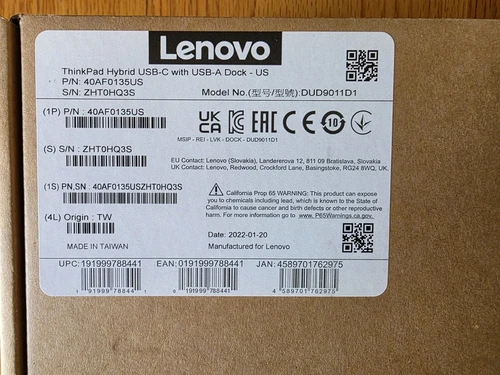 Lenovo
ThinkPad Hybrid USB-C with USB-A Dock - US
P/N: 40AF0135US
S/N: ZHT0HQ3S
Model No.(型号/型號):DUD9011D1
(1P) P/N : 40AF0135US
UK CA EAC CE 10
MSIP - REI - LVK - DOCK - DUD9011D1
(S) S/N : ZHT0HQ3S
EU Contact: Lenovo (Slovakia), Landererova 12, 811 09 Bratislava, Slovakia
UK Contact: Lenovo, Redwood, Crockford Lane, Basingstoke, RG24 8WQ, UK.
(1S) PN,SN : 40AF0135USZHT0HQ3S
California Prop 65 WARNING: This product can expose
you to chemicals including lead, which is known to the State of
California to cause cancer and birth defects or other reproductive
harm. For more information go to www.P65Warnings.ca.gov.
(4L) Origin : TW
Date: 2022-01-20
MADE IN TAIWAN
Manufactured for Lenovo
UPC: 191999788441
EAN: 0191999788441
JAN: 4589701762975
1 91999 78844 1
0 191999 788441
4 589701 762975